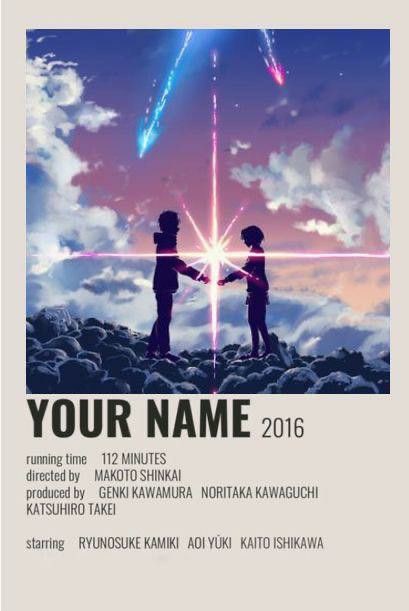 YOUR NAME 2016
running time 112 MINUTES
directed by MAKOTO SHINKAI
produced by GENKI KAWAMURA NORITAKA KAWAGUCHI
KATSUHIRO TAKEI
starring RYUNOSUKE KAMIKI AOI YŪKI KAITO ISHIKAWA